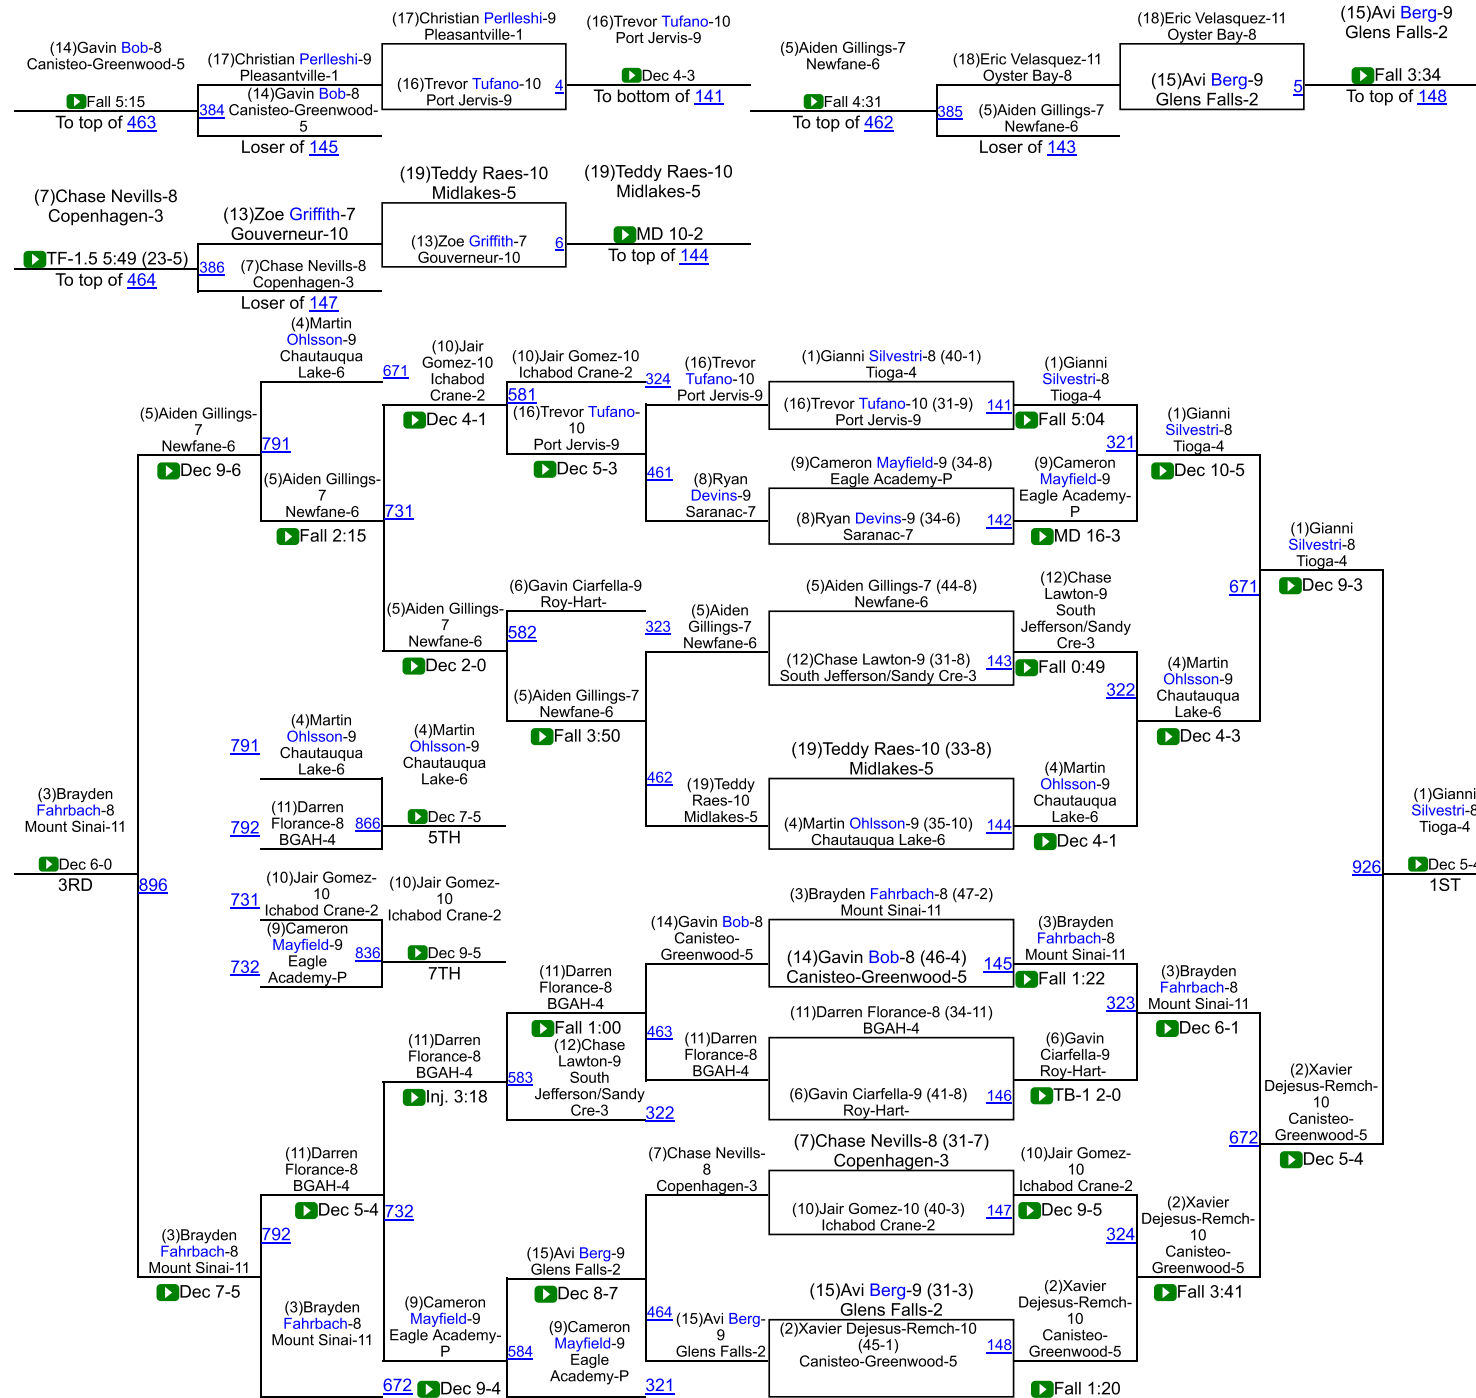 (14)Gavin Bob-8
Canisteo-Greenwood-5
Fall 5:15
To top of 463
(17)Christian Perlleshi-9
Pleasantville-1
384
(14)Gavin Bob-8
Canisteo-Greenwood-
5
Loser of 145
(17)Christian Perlleshi-9
Pleasantville-1
(16)Trevor Tufano-10
Port Jervis-9
4
(16)Trevor Tufano-10
Port Jervis-9
Dec 4-3
To bottom of 141
(5)Aiden Gillings-7
Newfane-6
Fall 4:31
To top of 462
(18)Eric Velasquez-11
Oyster Bay-8
385
(5)Aiden Gillings-7
Newfane-6
Loser of 143
(18)Eric Velasquez-11
Oyster Bay-8
(15)Avi Berg-9
Glens Falls-2
5
(15)Avi Berg-9
Glens Falls-2
Fall 3:34
To top of 148
(7)Chase Nevills-8
Copenhagen-3
TF-1.5 5:49 (23-5)
To top of 464
(13)Zoe Griffith-7
Gouverneur-10
386
(7)Chase Nevills-8
Copenhagen-3
Loser of 147
(19)Teddy Raes-10
Midlakes-5
(13)Zoe Griffith-7
Gouverneur-10
6
(19)Teddy Raes-10
Midlakes-5
MD 10-2
To top of 144
(4)Martin
Ohlsson-9
Chautauqua
Lake-6
671
(5)Aiden Gillings-
7
Newfane-6
Dec 9-6
791
(5)Aiden Gillings-
7
Newfane-6
Fall 2:15
(10)Jair
Gomez-10
Ichabod
Crane-2
Dec 4-1
731
(5)Aiden Gillings-
7
Newfane-6
Dec 2-0
(10)Jair Gomez-10
Ichabod Crane-2
324
581
(16)Trevor Tufano-
10
Port Jervis-9
Dec 5-3
(6)Gavin Ciarfella-9
Roy-Hart-
323
582
(5)Aiden Gillings-7
Newfane-6
Fall 3:50
(16)Trevor
Tufano-10
Port Jervis-9
461
(8)Ryan
Devins-9
Saranac-7
(5)Aiden
Gillings-7
Newfane-6
462
(19)Teddy
Raes-10
Midlakes-5
(1)Gianni Silvestri-8 (40-1)
Tioga-4
(16)Trevor Tufano-10 (31-9)
Port Jervis-9
141
(9)Cameron Mayfield-9 (34-8)
Eagle Academy-P
(8)Ryan Devins-9 (34-6)
Saranac-7
142
(5)Aiden Gillings-7 (44-8)
Newfane-6
(12)Chase Lawton-9 (31-8)
South Jefferson/Sandy Cre-3
143
(19)Teddy Raes-10 (33-8)
Midlakes-5
(4)Martin Ohlsson-9 (35-10)
Chautauqua Lake-6
144
(1)Gianni
Silvestri-8
Tioga-4
Fall 5:04
321
(9)Cameron
Mayfield-9
Eagle Academy-
P
MD 16-3
(12)Chase
Lawton-9
South
Jefferson/Sandy
Cre-3
Fall 0:49
322
(4)Martin
Ohlsson-9
Chautauqua
Lake-6
Dec 4-1
(1)Gianni
Silvestri-8
Tioga-4
Dec 10-5
671
(4)Martin
Ohlsson-9
Chautauqua
Lake-6
Dec 4-3
(1)Gianni
Silvestri-8
Tioga-4
Dec 9-3
791
(4)Martin
Ohlsson-9
Chautauqua
Lake-6
792
(11)Darren
Florence-8
BGAH-4
866
(4)Martin
Ohlsson-9
Chautauqua
Lake-6
Dec 7-5
5TH
(3)Brayden
Fahrbach-8
Mount Sinai-11
Dec 6-0
3RD
896
731
(10)Jair Gomez-
10
Ichabod Crane-2
732
(9)Cameron
Mayfield-9
Eagle
Academy-P
836
(10)Jair Gomez-
10
Ichabod Crane-2
Dec 9-5
7TH
926
(1)Gianni
Silvestri-8
Tioga-4
Dec 5-4
1ST
(3)Brayden Fahrbach-8 (47-2)
Mount Sinai-11
(14)Gavin Bob-8 (46-4)
Canisteo-Greenwood-5
145
(11)Darren Florance-8 (34-11)
BGAH-4
(6)Gavin Ciarfella-9 (41-8)
Roy-Hart-
146
(7)Chase Nevills-8 (31-7)
Copenhagen-3
(10)Jair Gomez-10 (40-3)
Ichabod Crane-2
147
(15)Avi Berg-9 (31-3)
Glens Falls-2
(2)Xavier Dejesus-Remch-10
(45-1)
Canisteo-Greenwood-5
148
(14)Gavin Bob-8
Canisteo-
Greenwood-5
463
(11)Darren
Florance-8
BGAH-4
(7)Chase Nevills-
8
Copenhagen-3
464
(15)Avi Berg-
9
Glens Falls-2
(11)Darren
Florance-8
BGAH-4
Fall 1:00
583
(12)Chase
Lawton-9
South
Jefferson/Sandy
Cre-3
322
(15)Avi Berg-9
Glens Falls-2
Dec 8-7
584
(9)Cameron
Mayfield-9
Eagle
Academy-P
321
(11)Darren
Florance-8
BGAH-4
Inj. 3:18
732
(9)Cameron
Mayfield-9
Eagle Academy-
P
Dec 9-4
(11)Darren
Florance-8
BGAH-4
Dec 5-4
792
(3)Brayden
Fahrbach-8
Mount Sinai-11
672
(3)Brayden
Fahrbach-8
Mount Sinai-11
Dec 7-5
(3)Brayden
Fahrbach-8
Mount Sinai-11
Fall 1:22
323
(6)Gavin
Ciarfella-9
Roy-Hart-
TB-1 2-0
(10)Jair Gomez-
10
Ichabod Crane-2
Dec 9-5
324
(2)Xavier
Dejesus-Remch-
10
Canisteo-
Greenwood-5
Fall 1:20
(3)Brayden
Fahrbach-8
Mount Sinai-11
Dec 6-1
672
(2)Xavier
Dejesus-Remch-
10
Canisteo-
Greenwood-5
Fall 3:41
(2)Xavier
Dejesus-Remch-
10
Canisteo-
Greenwood-5
Dec 5-4